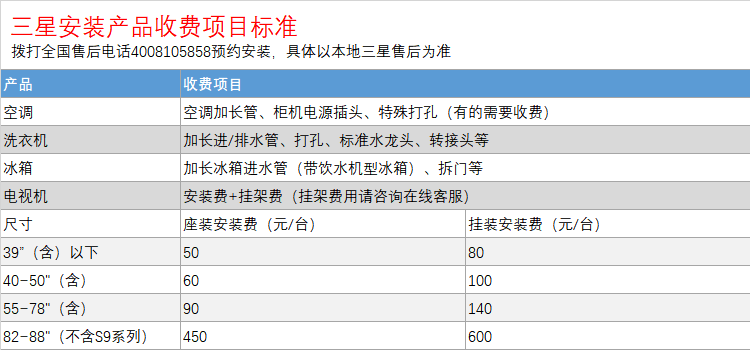 三星安装产品收费项目标准
拨打全国售后电话4008105858预约安装，具体以本地三星售后为准
产品 收费项目
空调 空调加长管、柜机电源插头、特殊打孔（有的需要收费）
洗衣机 加长进/排水管、打孔、标准水龙头、转接头等
冰箱 加长冰箱进水管（带饮水机型冰箱）、拆门等
电视机 安装费+挂架费（挂架费用请咨询在线客服）
尺寸 座装安装费（元/台） 挂装安装费（元/台）
39”（含）以下 50 80
40-50"（含） 60 100
55-78"（含） 90 140
82-88"（不含S9系列） 450 600